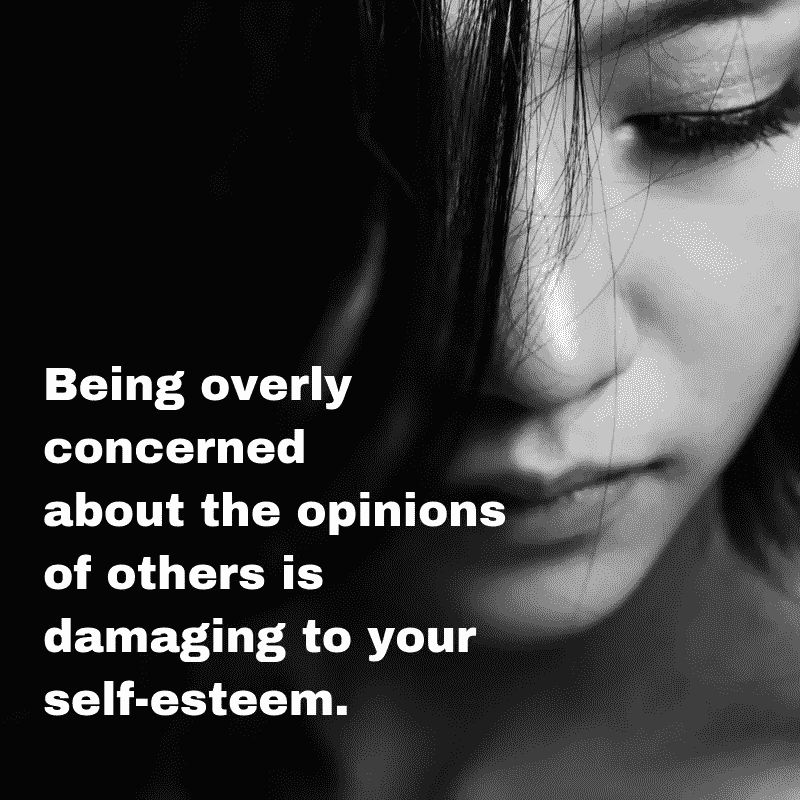 Being overly
concerned
about the opinions
of others is
damaging to your
self-esteem.